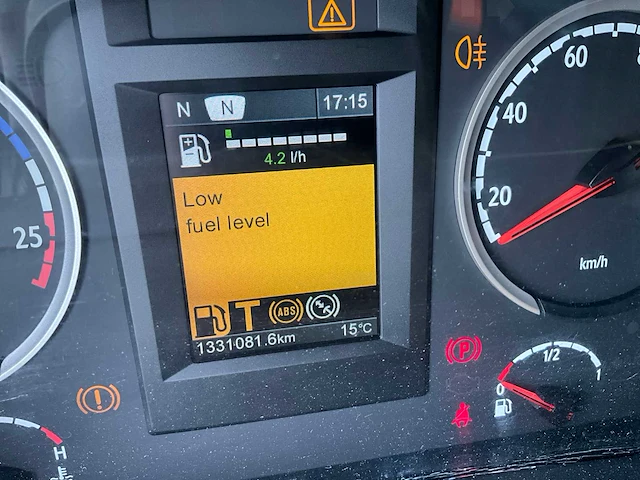 N N 17:15
4.2 l/h
Low
fuel level
T ABS
1331081.6km 15°C
25
H
20
40
60
km/h
P
0 1/2 1